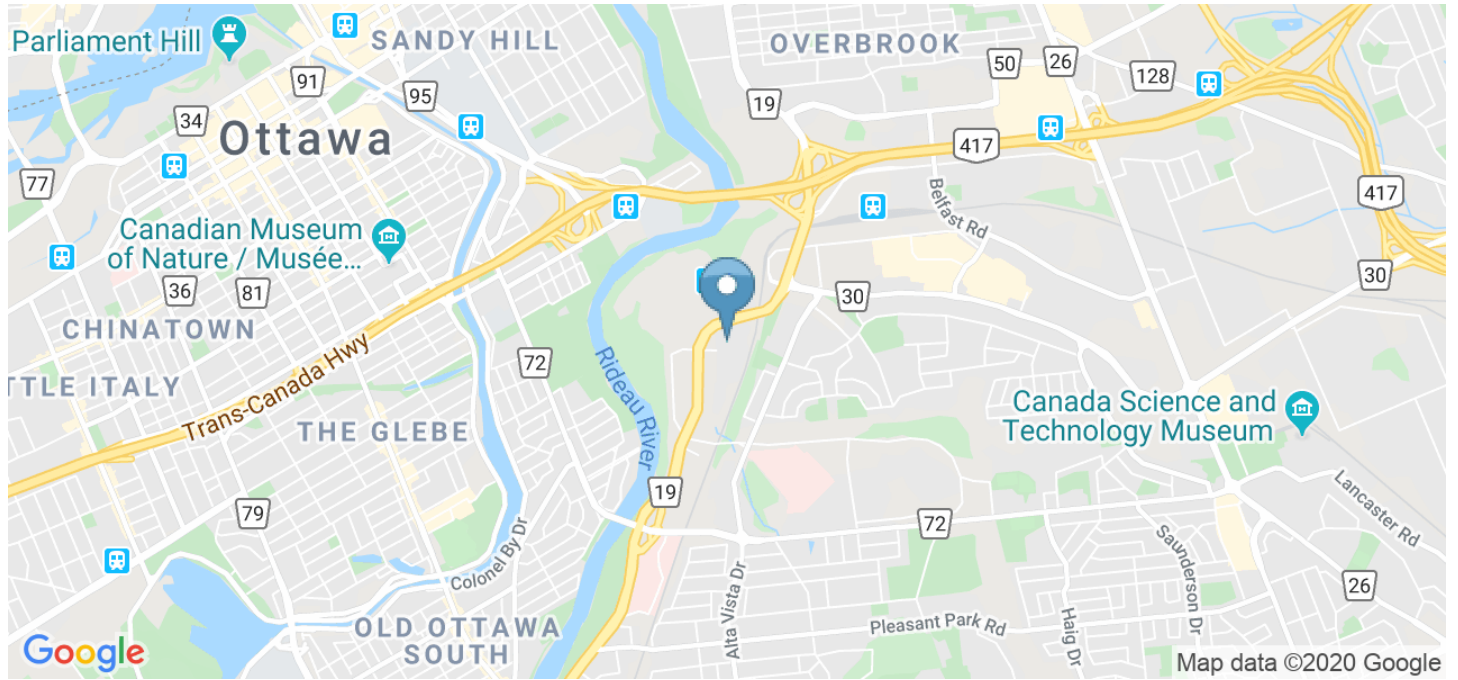 Parliament Hill
SANDY HILL
OVERBROOK
50
26
128
91
95
19
34
Ottawa
417
77
417
Belfast Rd
Canadian Museum
of Nature / Musée...
36
81
30
30
CHINATOWN
Trans-Canada Hwy
72
Rideau River
TTLE ITALY
Canada Science and
Technology Museum
THE GLEBE
19
79
72
Lancaster Rd
Colonel By Dr
Saunderson Dr
Alta Vista Dr
26
Haig Dr
Pleasant Park Rd
OLD OTTAWA
SOUTH
Google
Map data ©2020 Google